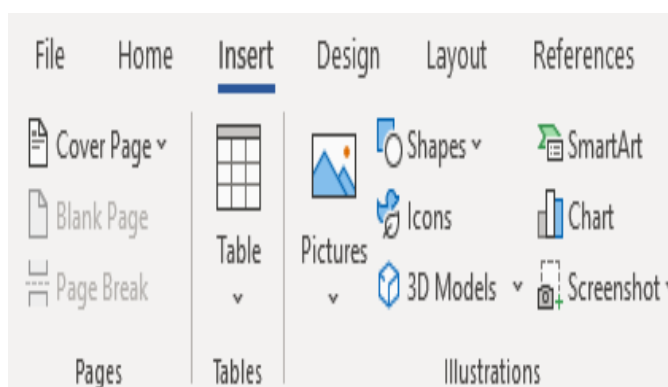 File Home Insert Design Layout References
Cover Page
Blank Page
Page Break
Pages
Table
Tables
Pictures
Shapes
Icons
3D Models
SmartArt
Chart
Screenshot
Illustrations